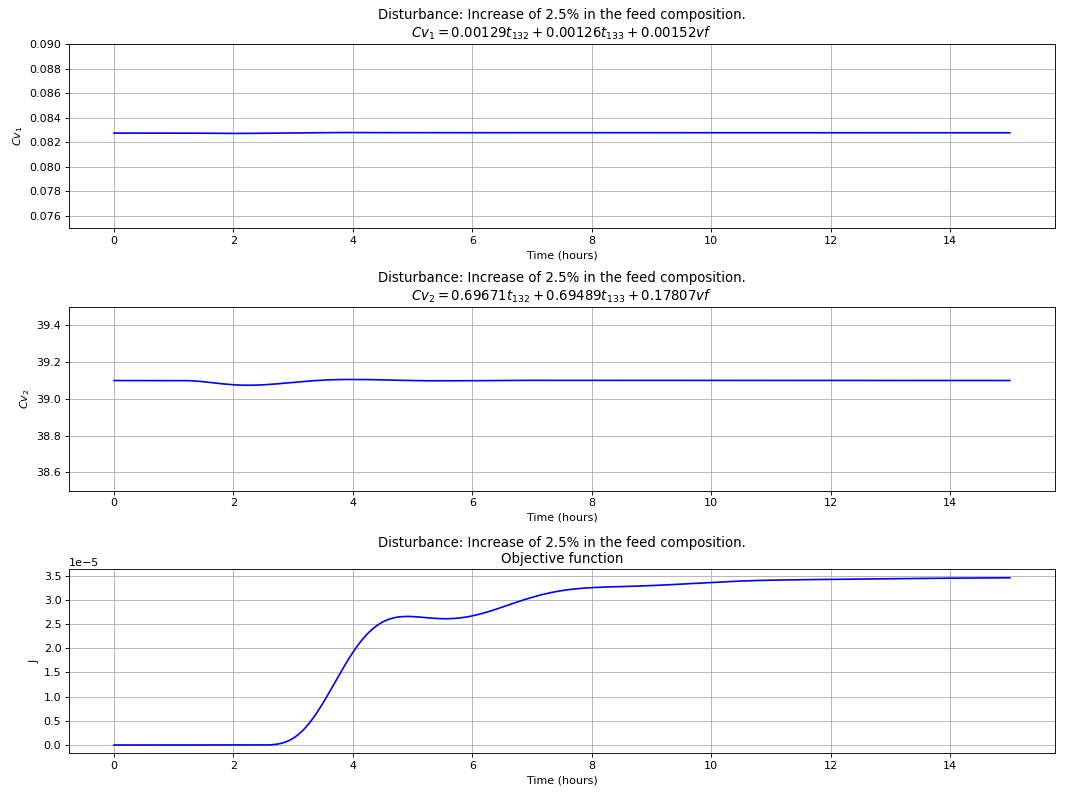 Disturbance: Increase of 2.5% in the feed composition.
Cv₁ = 0.00129t₁₃₂ + 0.00126t₁₃₃ + 0.00152vf
0.090
0.088
0.086
0.084
0.082
0.080
0.078
0.076
Cv₁
0 2 4 6 8 10 12 14
Time (hours)
Disturbance: Increase of 2.5% in the feed composition.
Cv₂ = 0.69671t₁₃₂ + 0.69489t₁₃₃ + 0.17807vf
39.4
39.2
39.0
38.8
38.6
Cv₂
0 2 4 6 8 10 12 14
Time (hours)
Disturbance: Increase of 2.5% in the feed composition.
Objective function
1e−5
3.5
3.0
2.5
2.0
1.5
1.0
0.5
0.0
J
0 2 4 6 8 10 12 14
Time (hours)